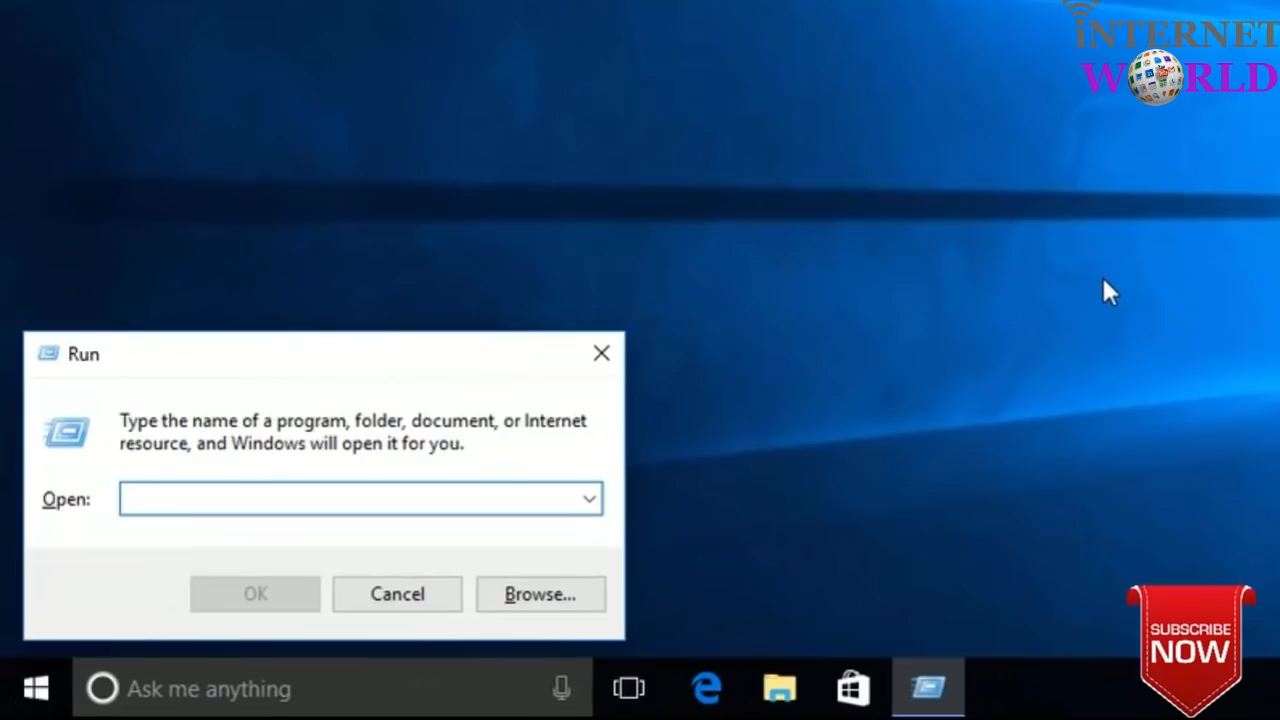 iNTERNET
WORLD
Run
Type the name of a program, folder, document, or Internet
resource, and Windows will open it for you.
Open:
OK
Cancel
Browse...
Ask me anything
SUBSCRIBE
NOW